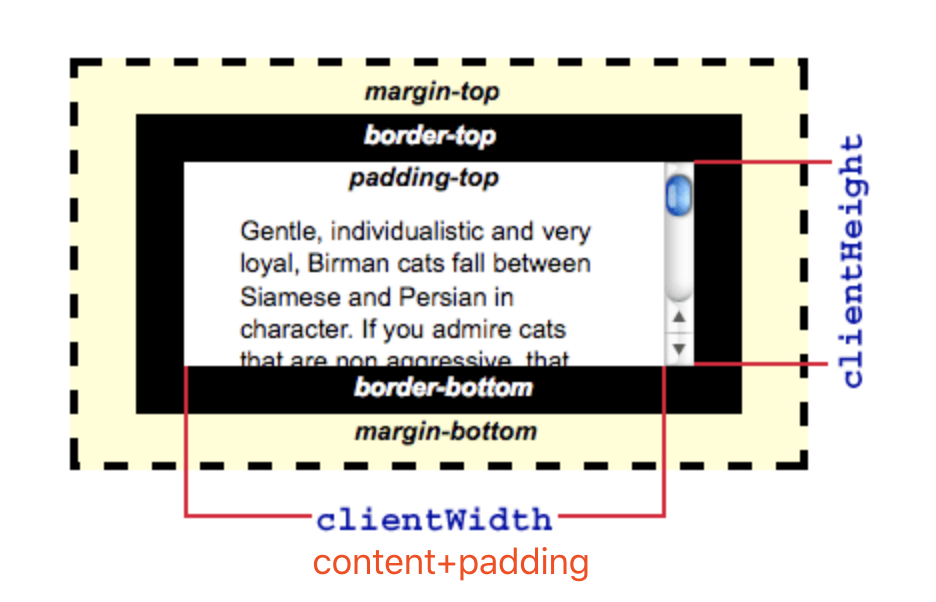 margin-top
border-top
padding-top
Gentle, individualistic and very
loyal, Birman cats fall between
Siamese and Persian in
character. If you admire cats
that are non aggressive, that
border-bottom
margin-bottom
clientHeight
clientWidth
content+padding